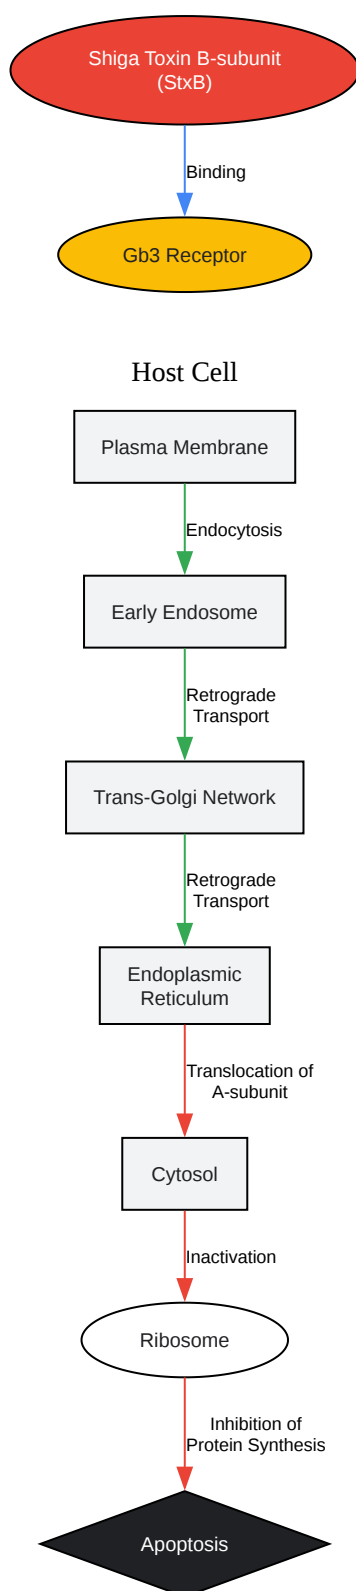 Shiga Toxin B-subunit
(StxB)
Binding
Gb3 Receptor
Host Cell
Plasma Membrane
Endocytosis
Early Endosome
Retrograde
Transport
Trans-Golgi Network
Retrograde
Transport
Endoplasmic
Reticulum
Translocation of
A-subunit
Cytosol
Inactivation
Ribosome
Inhibition of
Protein Synthesis
Apoptosis